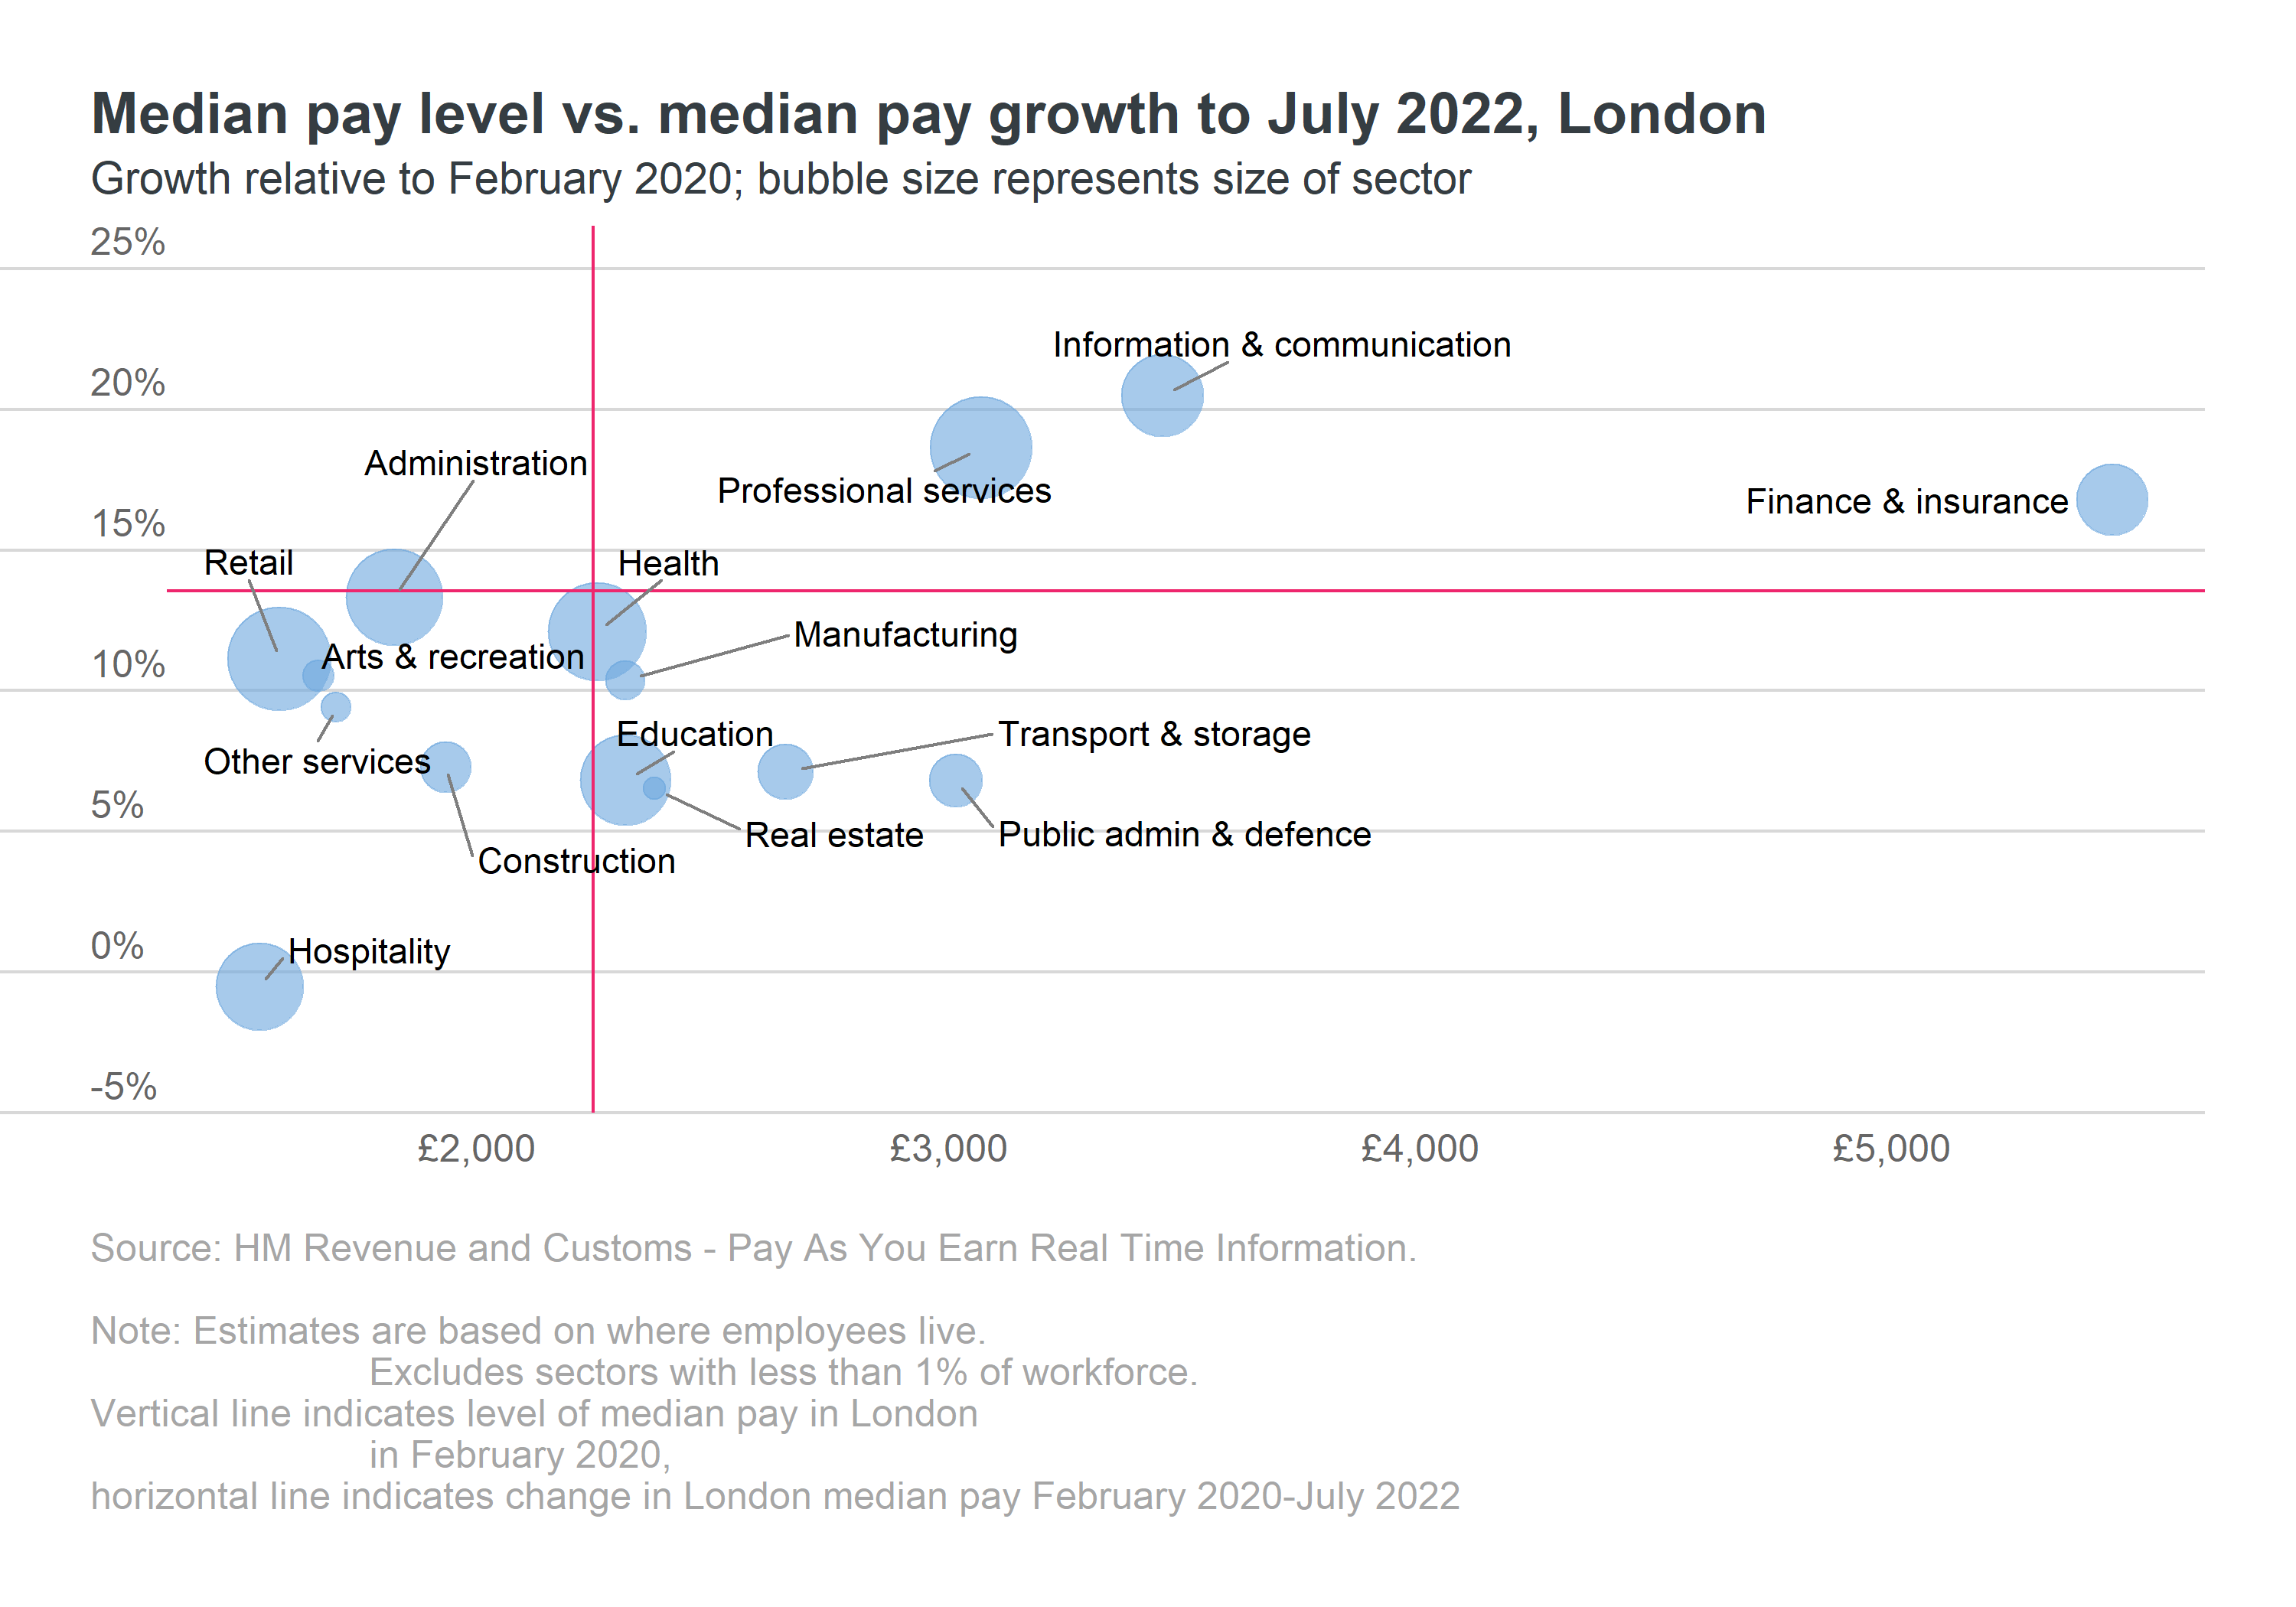 Median pay level vs. median pay growth to July 2022, London
Growth relative to February 2020; bubble size represents size of sector
25%
Information & communication
20%
Administration
Professional services
Finance & insurance
15%
Retail
Health
Manufacturing
Arts & recreation
10%
Education
Transport & storage
Other services
5%
Real estate
Public admin & defence
Construction
0%
Hospitality
-5%
£2,000
£3,000
£4,000
£5,000
Source: HM Revenue and Customs - Pay As You Earn Real Time Information.
Note: Estimates are based on where employees live.
Excludes sectors with less than 1% of workforce.
Vertical line indicates level of median pay in London
in February 2020,
horizontal line indicates change in London median pay February 2020-July 2022